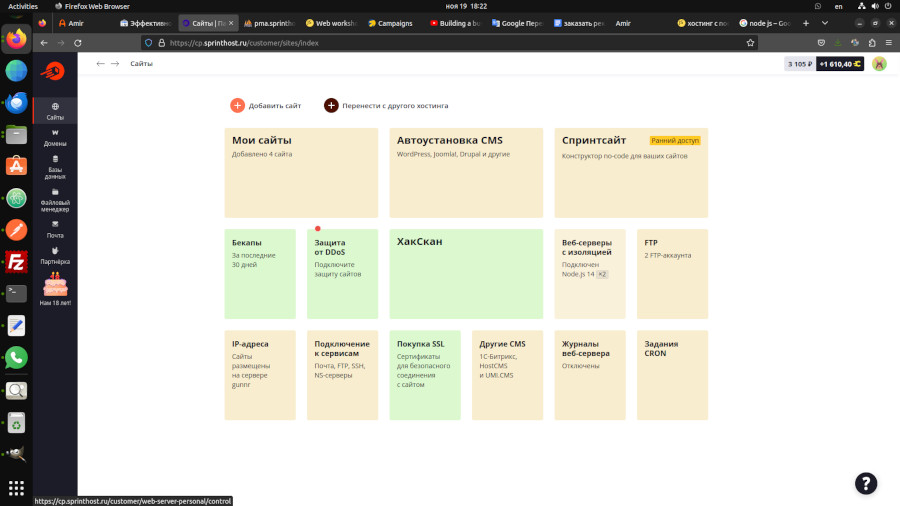 Activities
Firefox Web Browser
ноя 19 18:22
en
Amir
Эффективн
Сайты | Па
pma.sprintho
Web worksh
Campaigns
Building a bo
Google Пере
заказать рек
Amir
хостинг с по
node js – Goo
https://cp.sprinthost.ru/customer/sites/index
Сайты
3 105 ₽
+1 610,40
Сайты
Домены
Базы
данных
Файловый
менеджер
Почта
Партнёрка
Нам 18 лет!
Добавить сайт
Перенести с другого хостинга
Мои сайты
Добавлено 4 сайта
Автоустановка CMS
WordPress, Joomla!, Drupal и другие
Спринтсайт
Ранний доступ
Конструктор no-code для ваших сайтов
Бекапы
За последние
30 дней
Защита
от DDoS
Подключите
защиту сайтов
ХакСкан
Веб-серверы
с изоляцией
Подключен
Node.js 14 ×2
FTP
2 FTP-аккаунта
IP-адреса
Сайты
размещены
на сервере
gunnr
Подключение
к сервисам
Почта, FTP, SSH,
NS-серверы
Покупка SSL
Сертификаты
для безопасного
соединения
с сайтом
Другие CMS
1С-Битрикс,
HostCMS
и UMI.CMS
Журналы
веб-сервера
Отключены
Задания
CRON
?
https://cp.sprinthost.ru/customer/web-server-personal/control